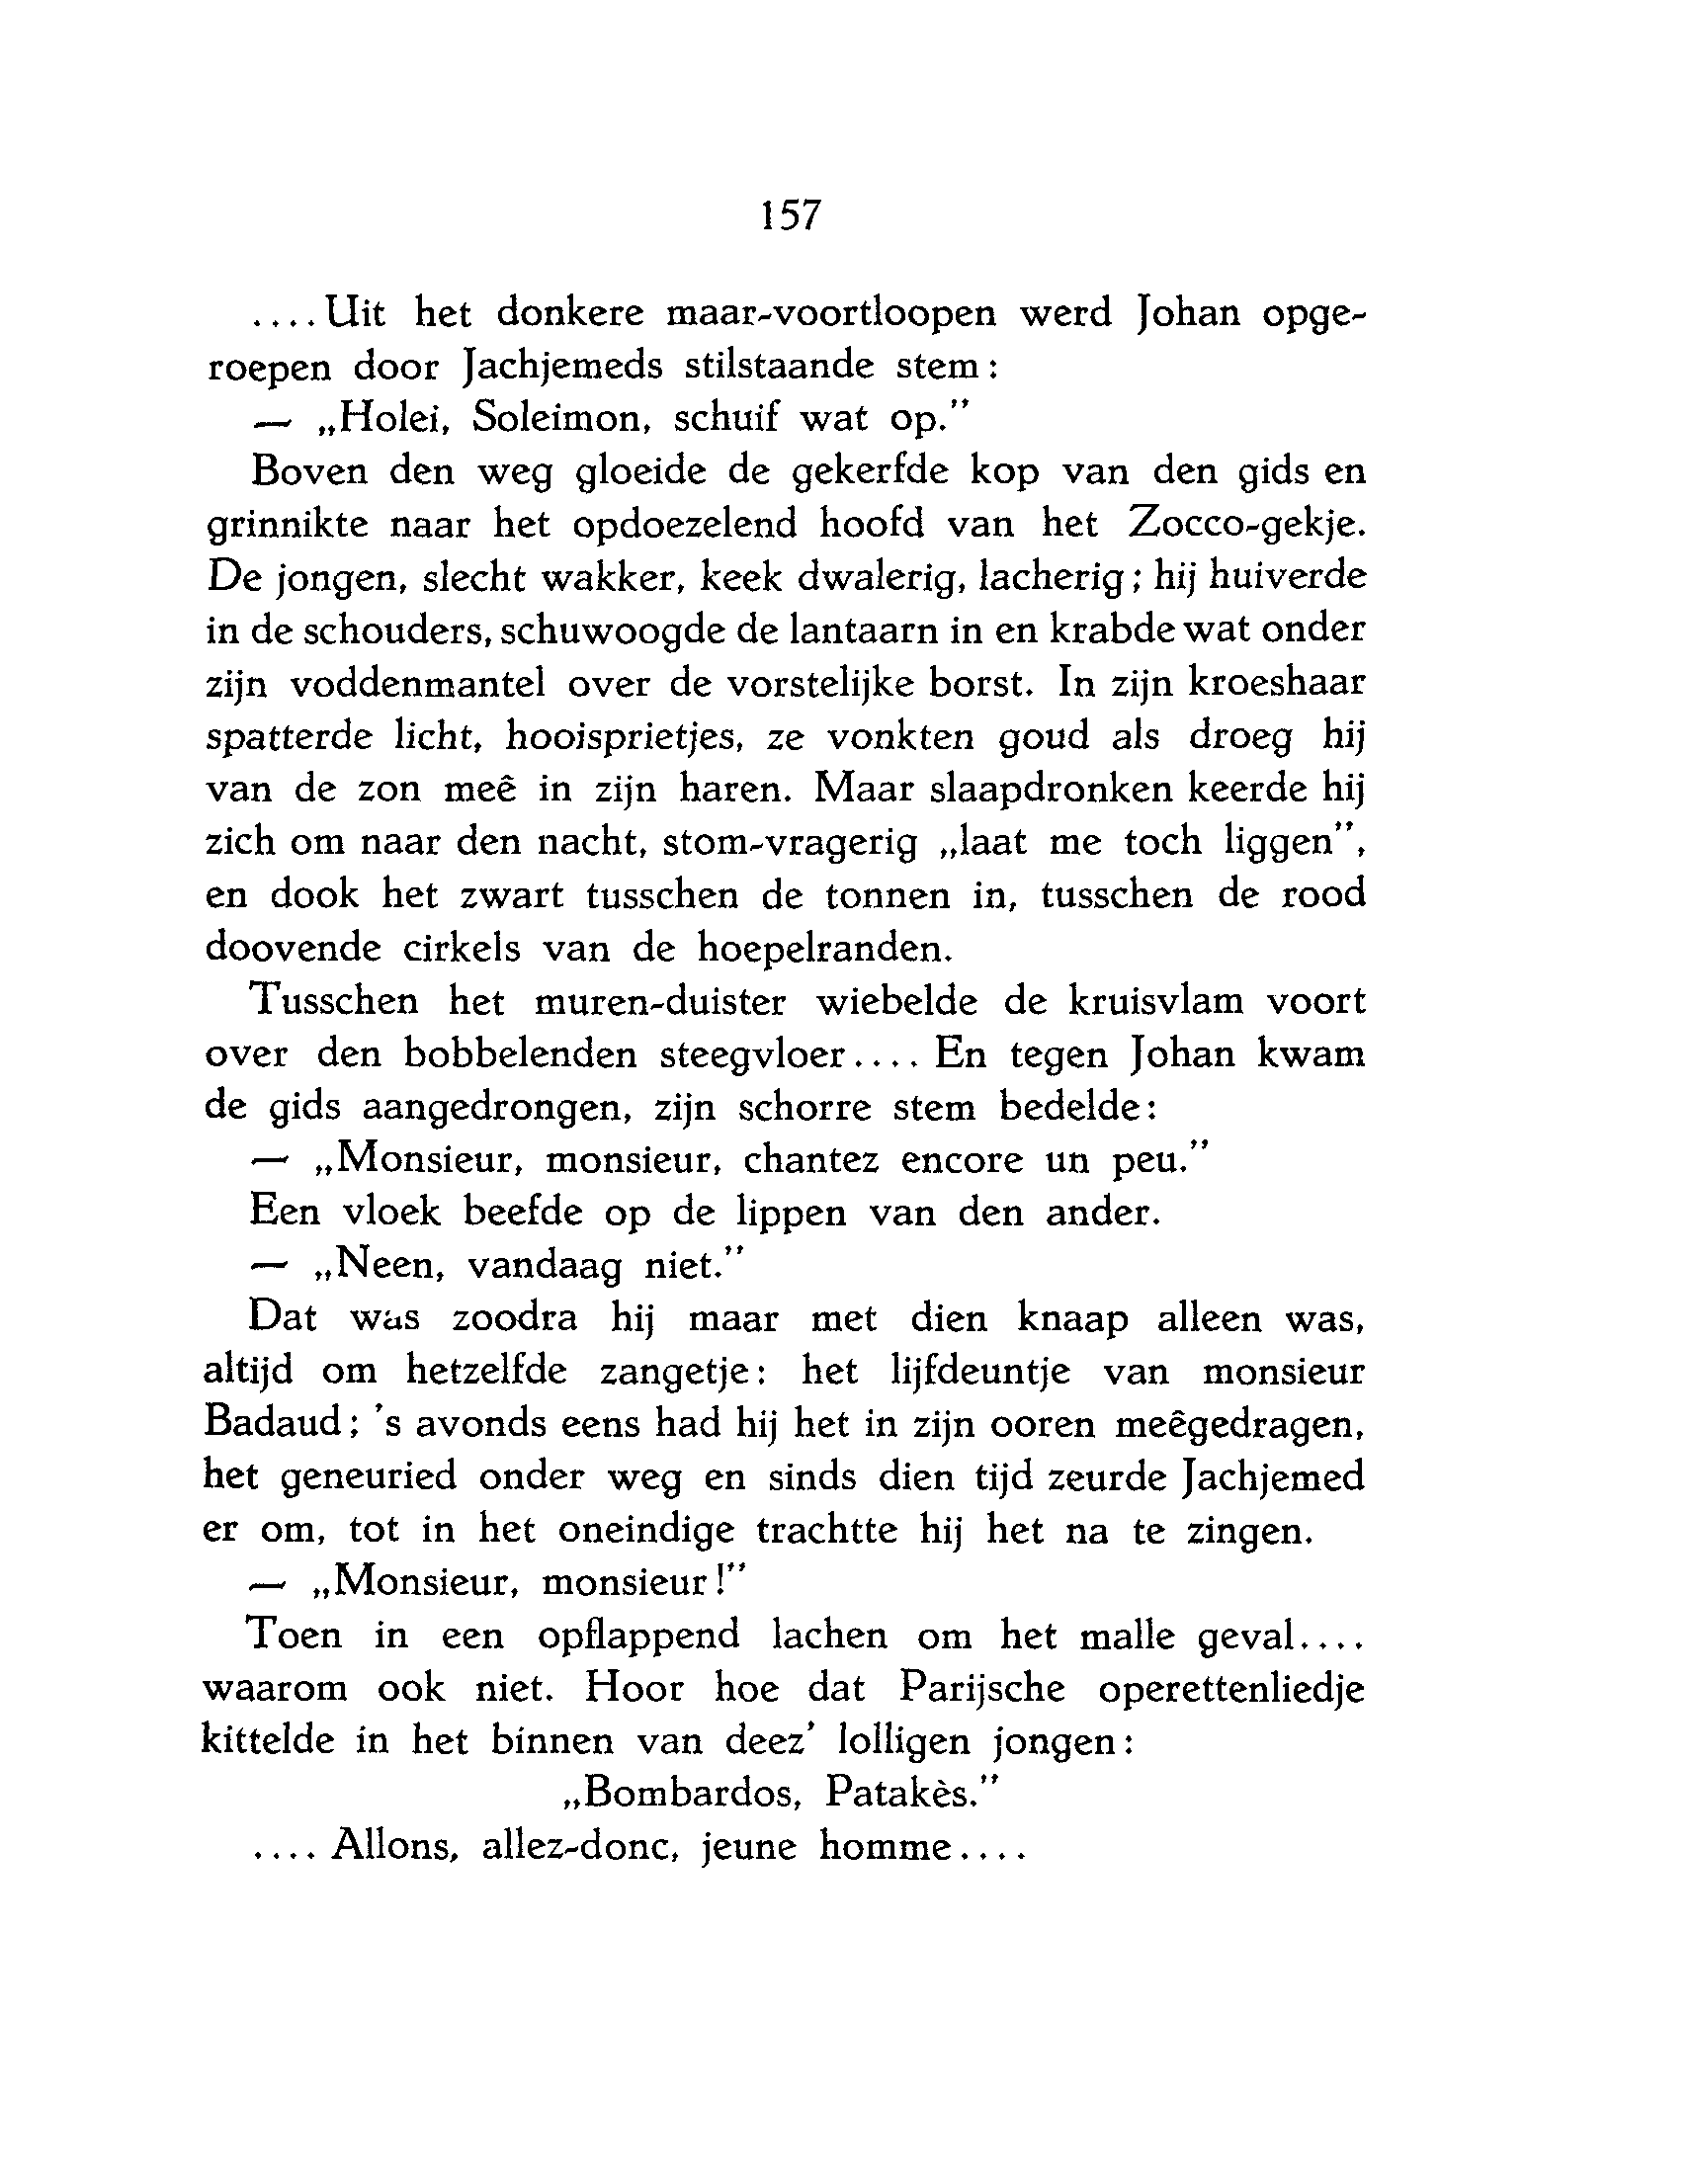 157
....Uit het donkere maar-voortloopen werd Johan opge-
roepen door Jachjemeds stilstaande stem:
— „Holei, Soleimon, schuif wat op."
Boven den weg gloeide de gekerfde kop van den gids en
grinnikte naar het opdoezelend hoofd van het Zocco-gekje.
De jongen, slecht wakker, keek dwalerig, lacherig; hij huiverde
in de schouders, schuwoogde de lantaarn in en krabde wat onder
zijn voddenmantel over de vorstelijke borst. In zijn kroeshaar
spatterde licht, hooisprietjes, ze vonkten goud als droeg hij
van de zon meê in zijn haren. Maar slaapdronken keerde hij
zich om naar den nacht, stom-vragerig „laat me toch liggen",
en dook het zwart tusschen de tonnen in, tusschen de rood
doovende cirkels van de hoepelranden.
Tusschen het muren-duister wiebelde de kruisvlam voort
over den bobbelenden steegvloer.... En tegen Johan kwam
de gids aangedrongen, zijn schorre stem bedelde:
— „Monsieur, monsieur, chantez encore un peu."
Een vloek beefde op de lippen van den ander.
— „Neen, vandaag niet."
Dat was zoodra hij maar met dien knaap alleen was,
altijd om hetzelfde zangetje: het lijfdeuntje van monsieur
Badaud; 's avonds eens had hij het in zijn ooren meêgedragen,
het geneuried onder weg en sinds dien tijd zeurde Jachjemed
er om, tot in het oneindige trachtte hij het na te zingen.
— „Monsieur, monsieur!"
Toen in een opflappend lachen om het malle geval....
waarom ook niet. Hoor hoe dat Parijsche operettenliedje
kittelde in het binnen van deez' lolligen jongen:
„Bombardos, Patakès."
.... Allons, allez-donc, jeune homme....